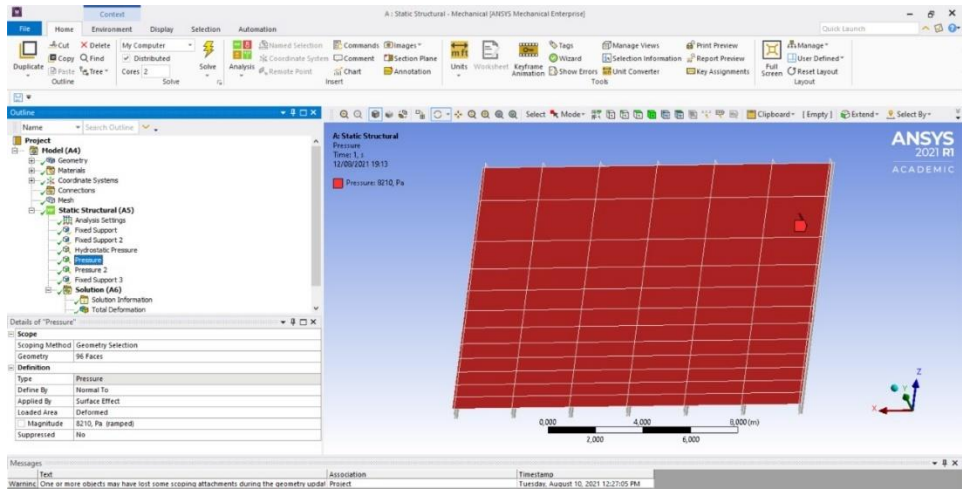 Context
A : Static Structural - Mechanical [ANSYS Mechanical Enterprise]
File Home Environment Display Selection Automation
Quick Launch
Duplicate
Cut
Copy
Paste
Delete
Find
Tree
Outline
My Computer
Distributed
Cores 2
Solve
Solve
Analysis
Named Selection
Coordinate System
Remote Point
Commands
Comment
Chart
Images
Section Plane
Annotation
Insert
Units
Worksheet
Keyframe Animation
Tags
Wizard
Show Errors
Manage Views
Selection Information
Unit Converter
Print Preview
Report Preview
Key Assignments
Tools
Full Screen
Manage
User Defined
Reset Layout
Layout
Outline
Name Search Outline
Select Mode Clipboard [ Empty ] Extend Select By
Project
Model (A4)
Geometry
Materials
Coordinate Systems
Connections
Mesh
Static Structural (A5)
Analysis Settings
Fixed Support
Fixed Support 2
Hydrostatic Pressure
Pressure
Pressure 2
Fixed Support 3
Solution (A6)
Solution Information
Total Deformation
Details of "Pressure"
Scope
Scoping Method Geometry Selection
Geometry 96 Faces
Definition
Type Pressure
Define By Normal To
Applied By Surface Effect
Loaded Area Deformed
Magnitude 8210, Pa (ramped)
Suppressed No
A: Static Structural
Pressure
Time: 1, s
12/08/2021 19:13
Pressure: 8210, Pa
ANSYS
2021 R1
ACADEMIC
0,000 4,000 8,000 (m)
2,000 6,000
Z
Y
X
Messages
Text Association Timestamp
Warning One or more objects may have lost some scoping attachments during the geometry updat Project Tuesday, August 10, 2021 12:27:05 PM